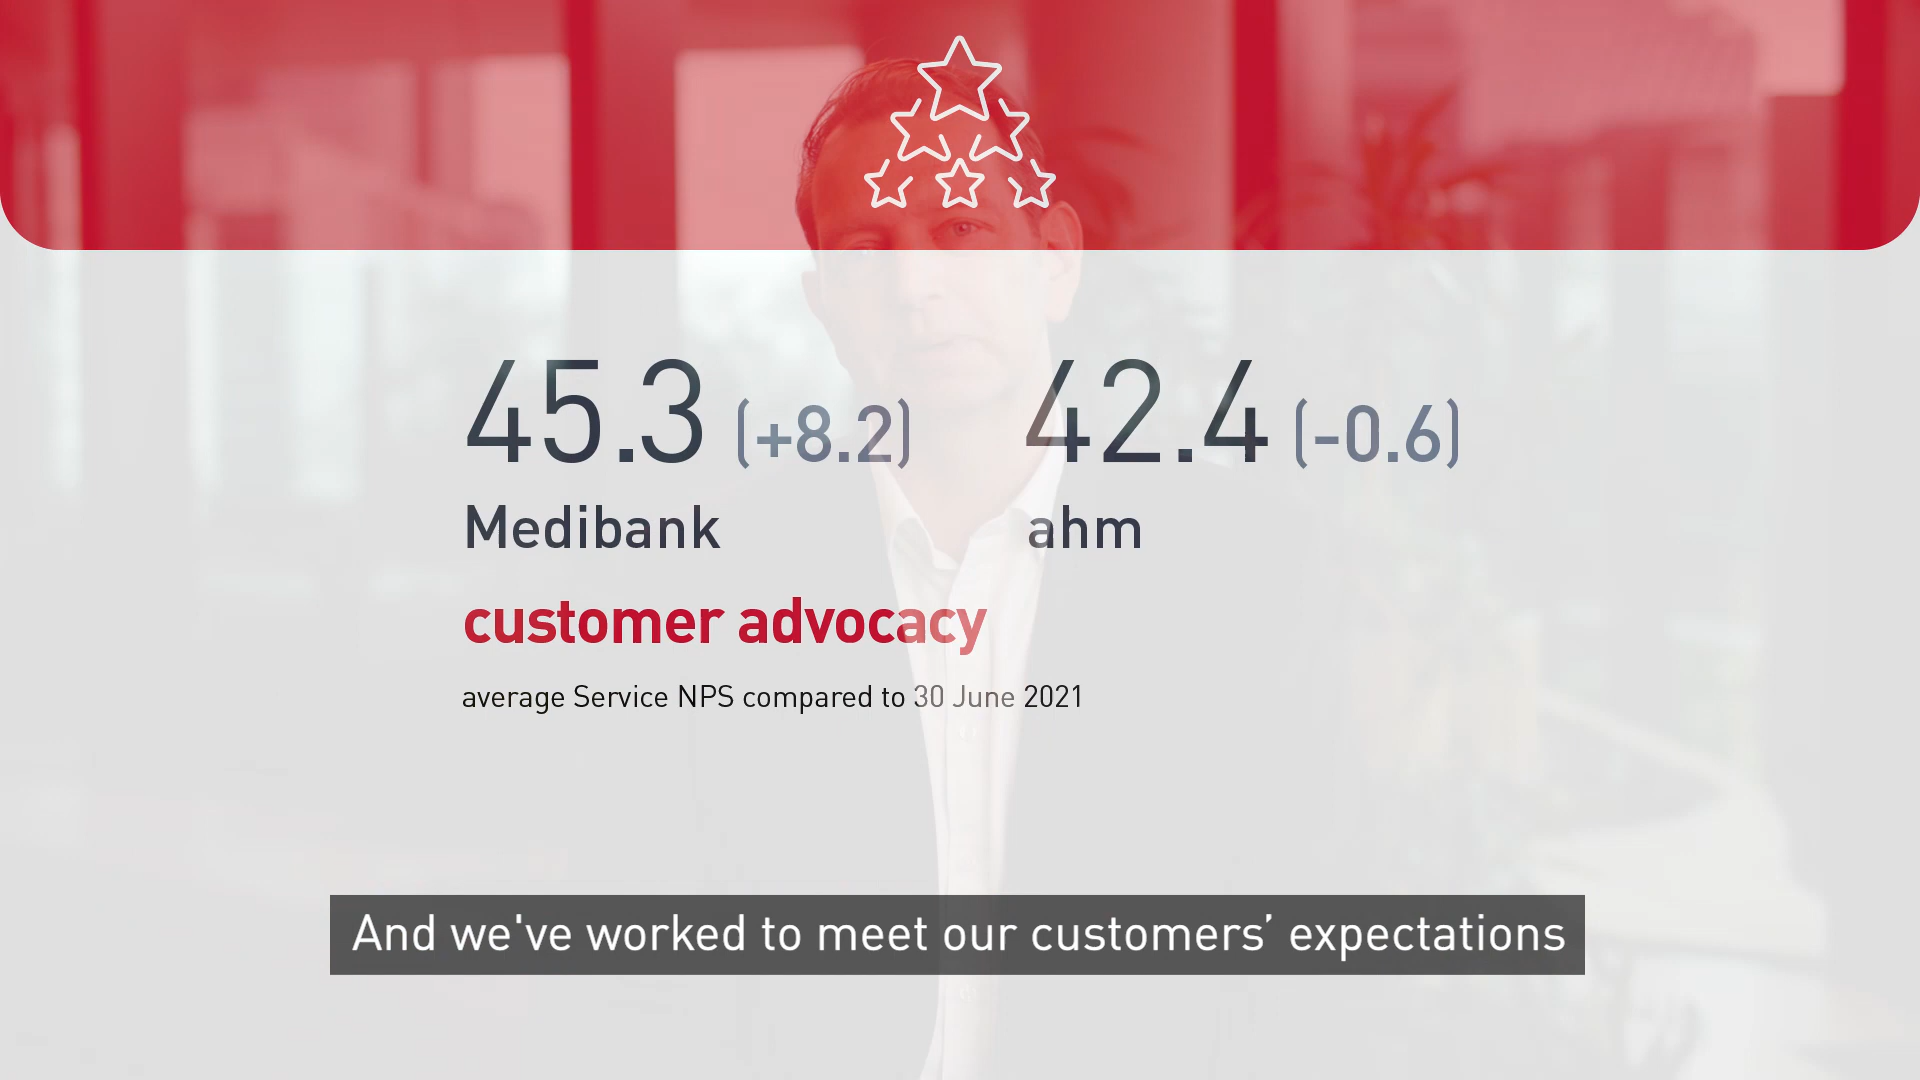 45.3 (+8.2) 42.4 (-0.6)
Medibank ahm
customer advocacy
average Service NPS compared to 30 June 2021
And we've worked to meet our customers’ expectations